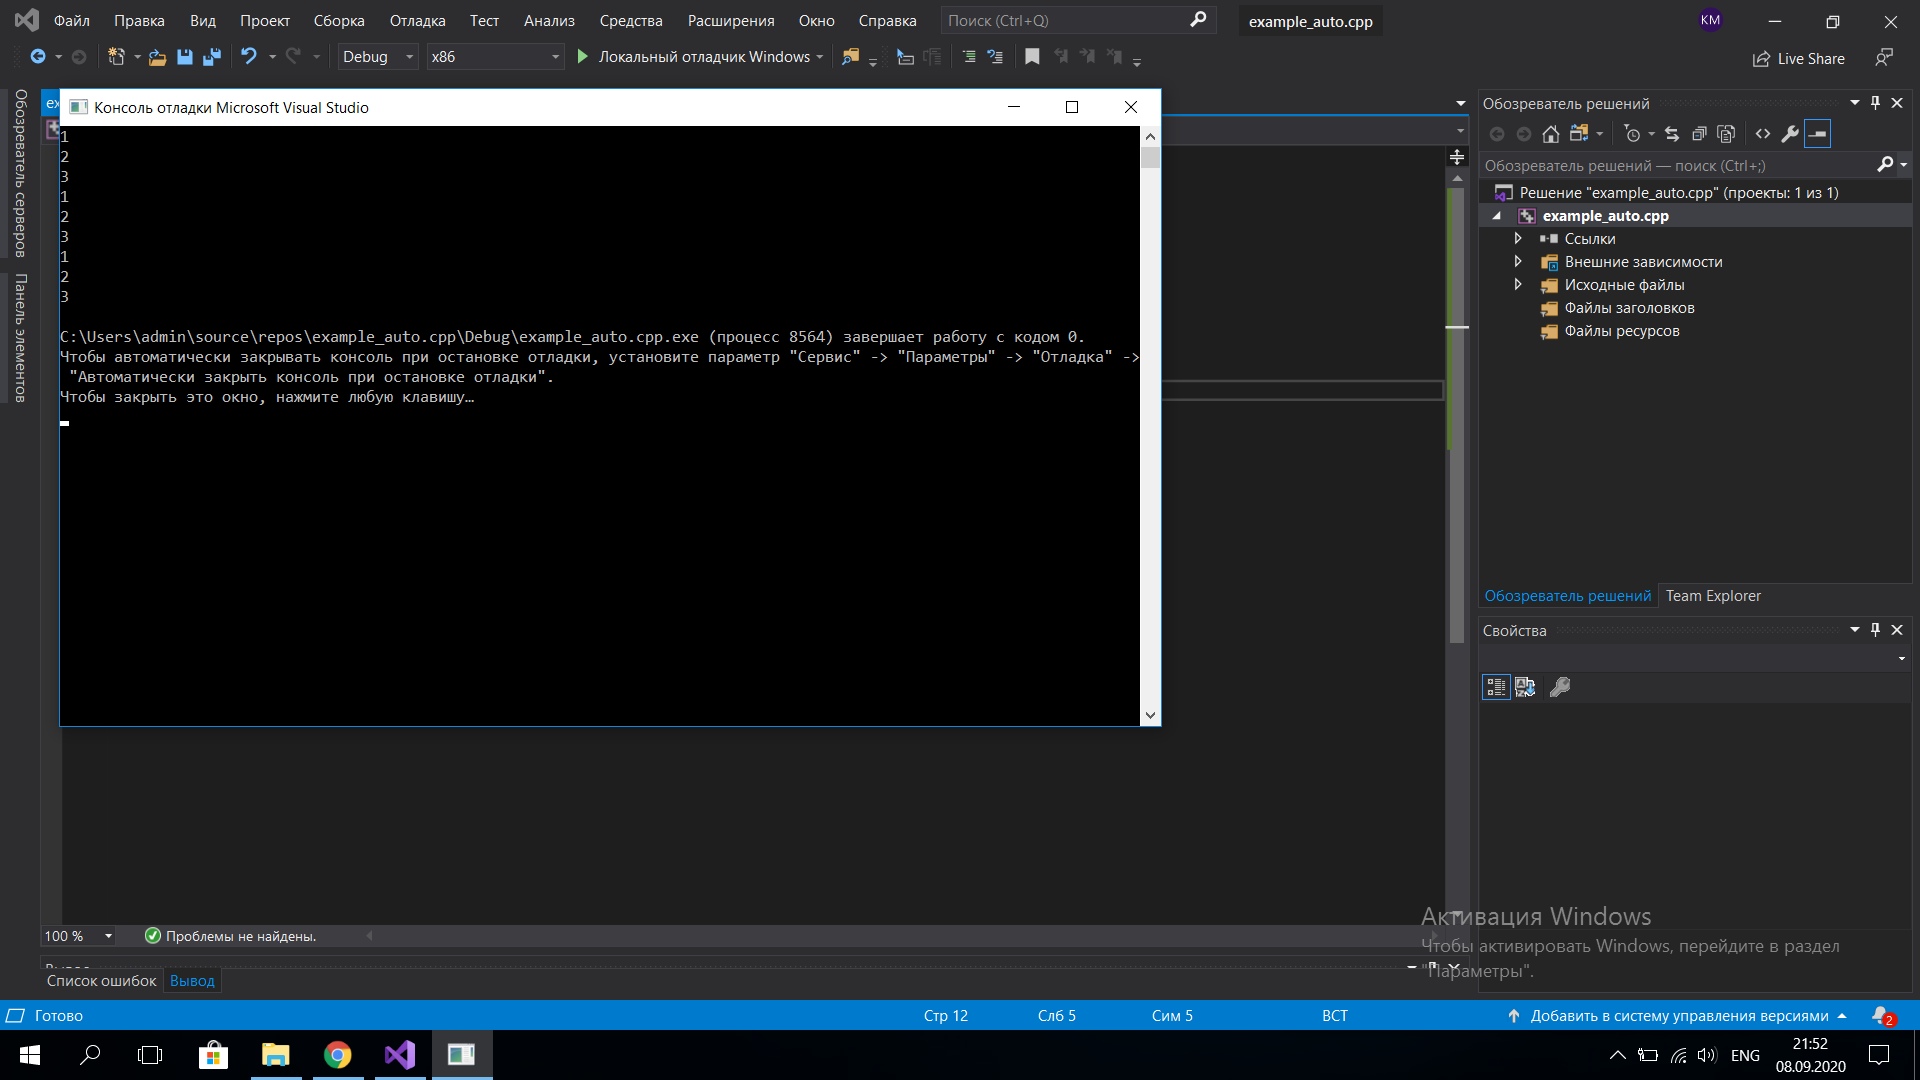 Файл Правка Вид Проект Сборка Отладка Тест Анализ Средства Расширения Окно Справка Поиск (Ctrl+Q) example_auto.cpp KM
Debug x86 Локальный отладчик Windows Live Share
Обозреватель серверов
Панель элементов
ex
Консоль отладки Microsoft Visual Studio
1
2
3
1
2
3
1
2
3
C:\Users\admin\source\repos\example_auto.cpp\Debug\example_auto.cpp.exe (процесс 8564) завершает работу с кодом 0.
Чтобы автоматически закрывать консоль при остановке отладки, установите параметр "Сервис" -> "Параметры" -> "Отладка" ->
"Автоматически закрыть консоль при остановке отладки".
Чтобы закрыть это окно, нажмите любую клавишу…
Обозреватель решений
Обозреватель решений — поиск (Ctrl+;)
Решение "example_auto.cpp" (проекты: 1 из 1)
example_auto.cpp
Ссылки
Внешние зависимости
Исходные файлы
Файлы заголовков
Файлы ресурсов
Обозреватель решений Team Explorer
Свойства
Активация Windows
Чтобы активировать Windows, перейдите в раздел
"Параметры".
100 % Проблемы не найдены.
Вывод
Список ошибок Вывод
Готово Стр 12 Слб 5 Сим 5 ВСТ Добавить в систему управления версиями 2
ENG 21:52
08.09.2020